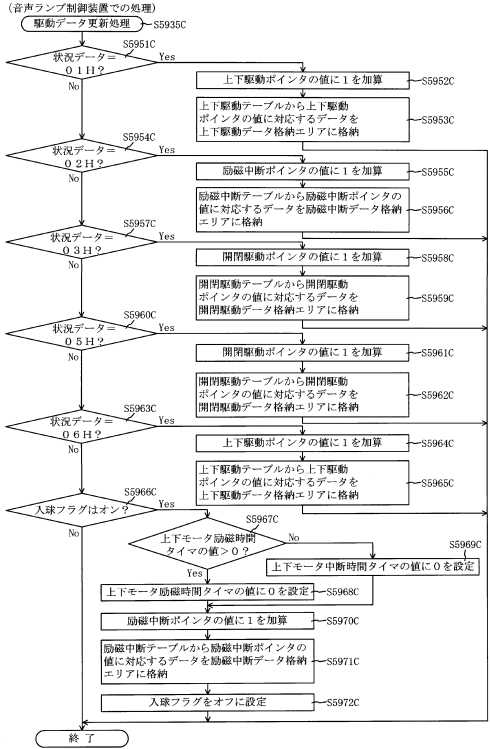 (音声ランプ制御装置での処理)
駆動データ更新処理
S5935C
S5951C
状況データ=
01H?
Yes
No
上下駆動ポインタの値に1を加算
S5952C
上下駆動テーブルから上下駆動
ポインタの値に対応するデータを
上下駆動データ格納エリアに格納
S5953C
S5954C
状況データ=
02H?
Yes
No
励磁中断ポインタの値に1を加算
S5955C
励磁中断テーブルから励磁中断ポインタの
値に対応するデータを励磁中断データ格納
エリアに格納
S5956C
S5957C
状況データ=
03H?
Yes
No
開閉駆動ポインタの値に1を加算
S5958C
開閉駆動テーブルから開閉駆動
ポインタの値に対応するデータを
開閉駆動データ格納エリアに格納
S5959C
S5960C
状況データ=
05H?
Yes
No
開閉駆動ポインタの値に1を加算
S5961C
開閉駆動テーブルから開閉駆動
ポインタの値に対応するデータを
開閉駆動データ格納エリアに格納
S5962C
S5963C
状況データ=
06H?
Yes
No
上下駆動ポインタの値に1を加算
S5964C
上下駆動テーブルから上下駆動
ポインタの値に対応するデータを
上下駆動データ格納エリアに格納
S5965C
S5966C
入球フラグはオン?
Yes
No
S5967C
上下モータ励磁時間
タイマの値>0?
No
Yes
S5969C
上下モータ中断時間タイマの値に0を設定
上下モータ励磁時間タイマの値に0を設定
S5968C
励磁中断ポインタの値に1を加算
S5970C
励磁中断テーブルから励磁中断ポインタの
値に対応するデータを励磁中断データ格納
エリアに格納
S5971C
入球フラグをオフに設定
S5972C
終了